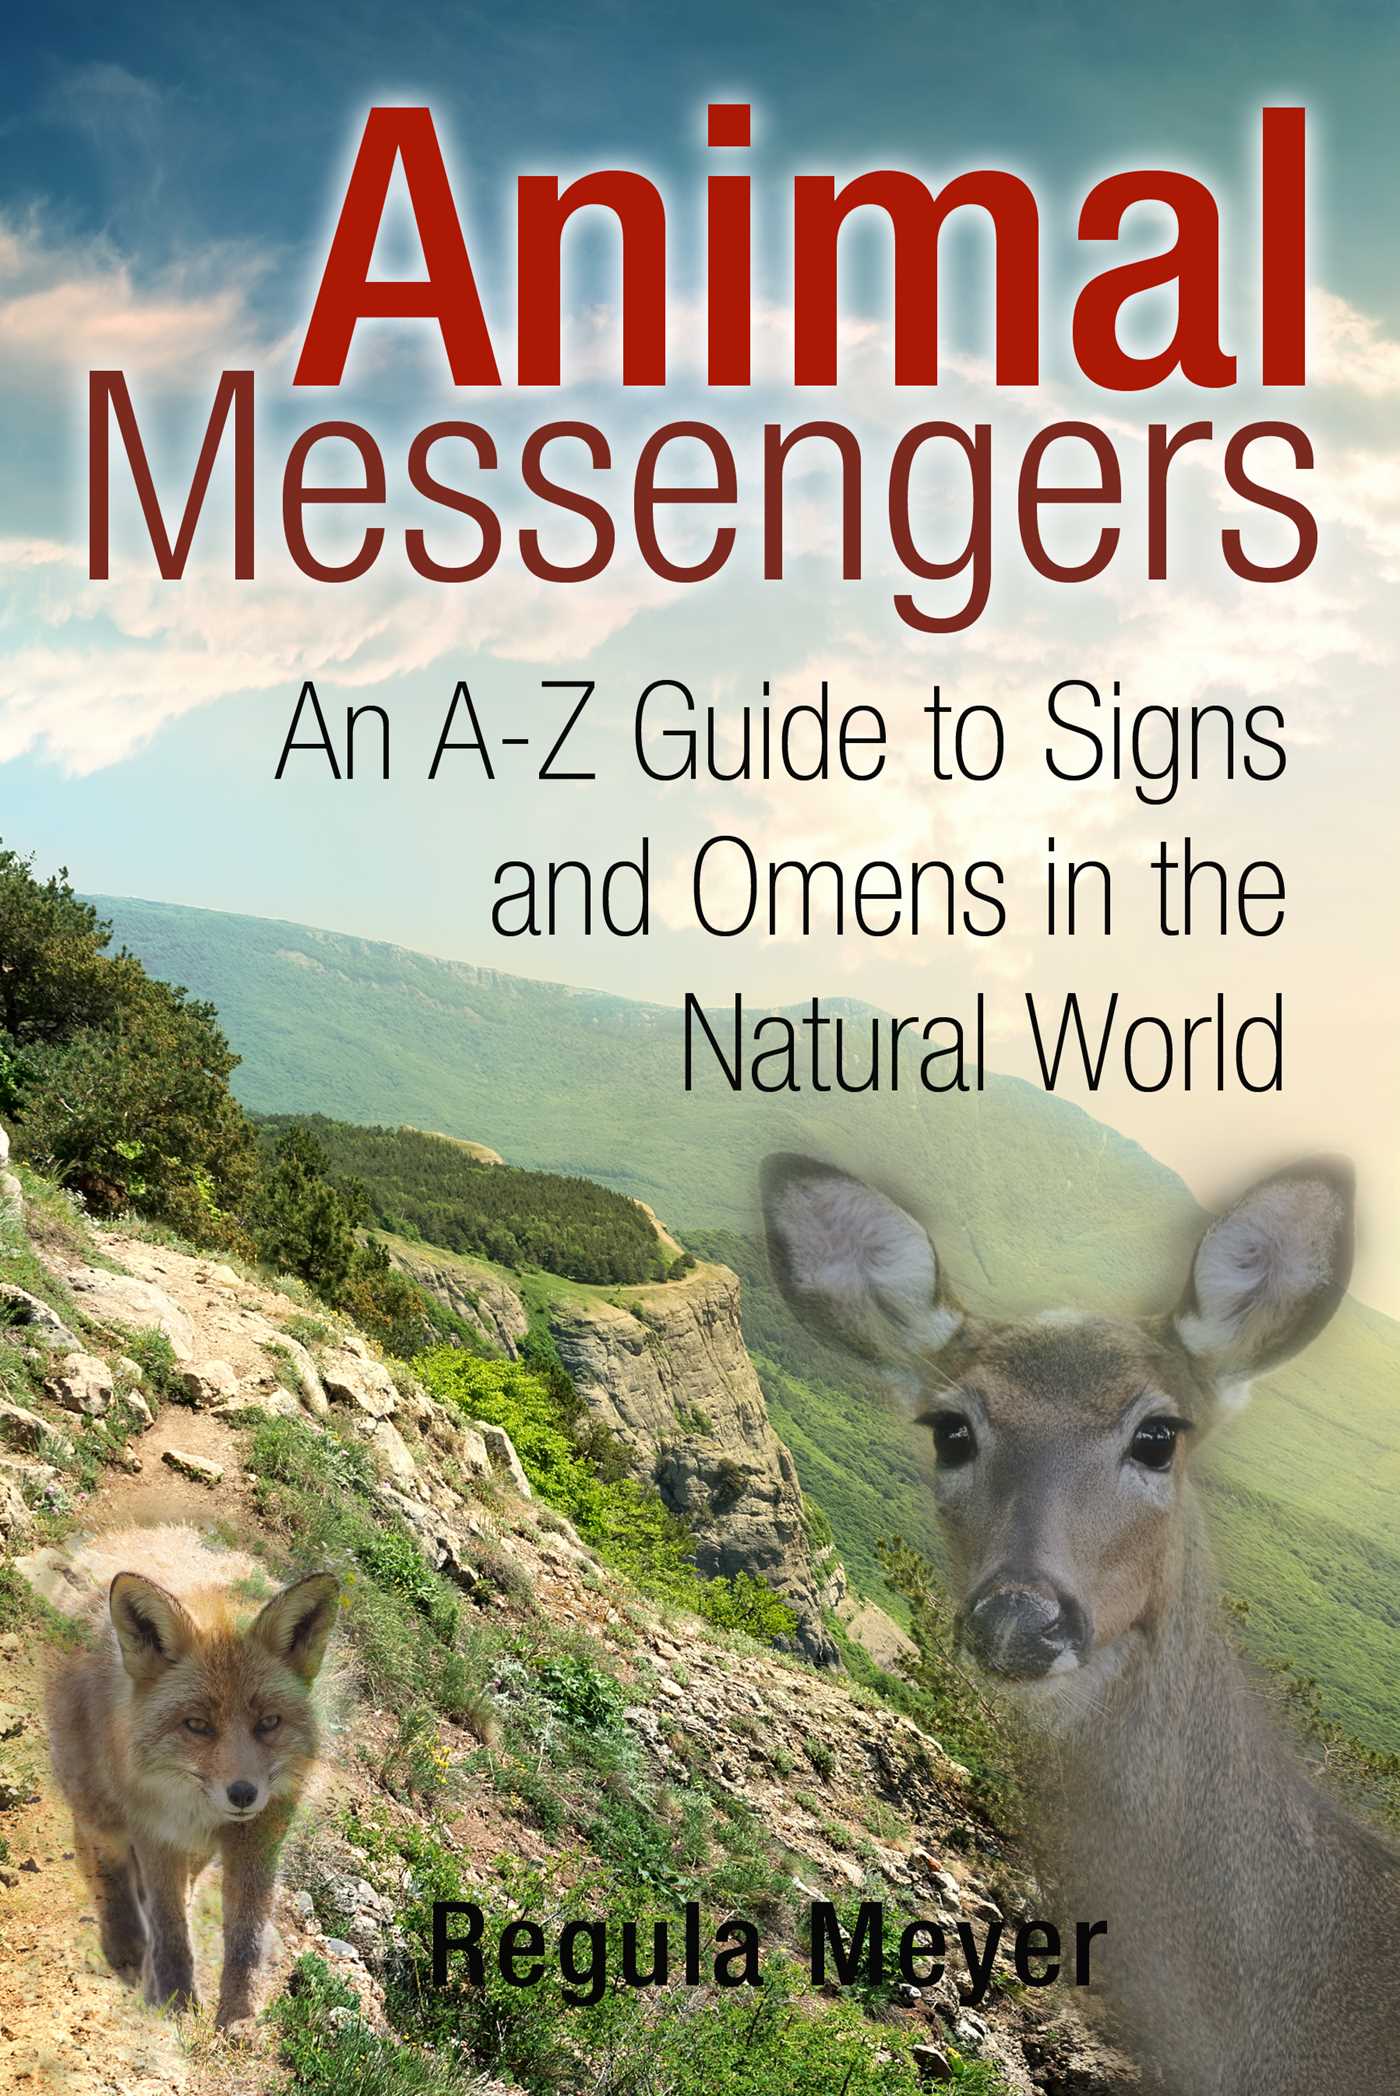 Animal
Messengers
An A-Z Guide to Signs
and Omens in the
Natural World
Regula Meyer